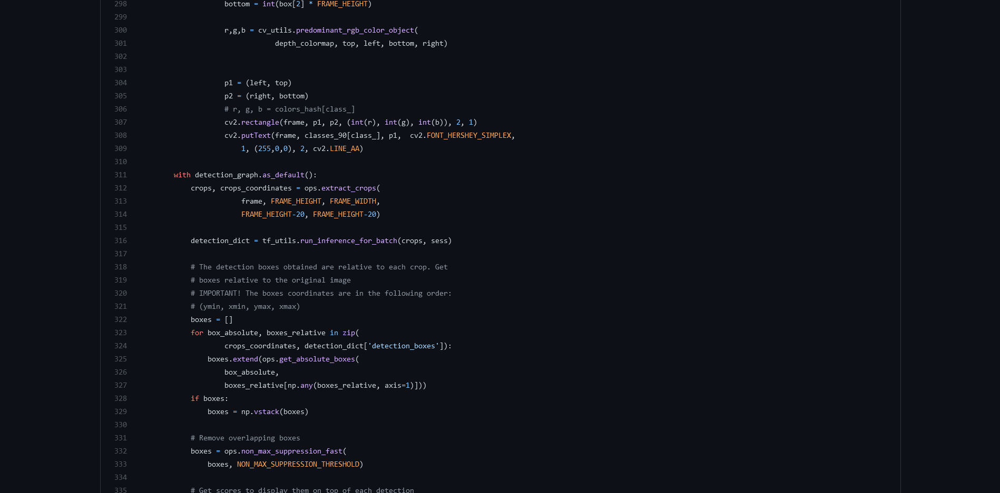 298 bottom = int(box[2] * FRAME_HEIGHT)
299
300 r,g,b = cv_utils.predominant_rgb_color_object(
301 depth_colormap, top, left, bottom, right)
302
303
304 p1 = (left, top)
305 p2 = (right, bottom)
306 # r, g, b = colors_hash[class_]
307 cv2.rectangle(frame, p1, p2, (int(r), int(g), int(b)), 2, 1)
308 cv2.putText(frame, classes_90[class_], p1,  cv2.FONT_HERSHEY_SIMPLEX,
309 1, (255,0,0), 2, cv2.LINE_AA)
310
311 with detection_graph.as_default():
312 crops, crops_coordinates = ops.extract_crops(
313 frame, FRAME_HEIGHT, FRAME_WIDTH,
314 FRAME_HEIGHT-20, FRAME_HEIGHT-20)
315
316 detection_dict = tf_utils.run_inference_for_batch(crops, sess)
317
318 # The detection boxes obtained are relative to each crop. Get
319 # boxes relative to the original image
320 # IMPORTANT! The boxes coordinates are in the following order:
321 # (ymin, xmin, ymax, xmax)
322 boxes = []
323 for box_absolute, boxes_relative in zip(
324 crops_coordinates, detection_dict['detection_boxes']):
325 boxes.extend(ops.get_absolute_boxes(
326 box_absolute,
327 boxes_relative[np.any(boxes_relative, axis=1)]))
328 if boxes:
329 boxes = np.vstack(boxes)
330
331 # Remove overlapping boxes
332 boxes = ops.non_max_suppression_fast(
333 boxes, NON_MAX_SUPPRESSION_THRESHOLD)
334
335 # Get scores to display them on top of each detection